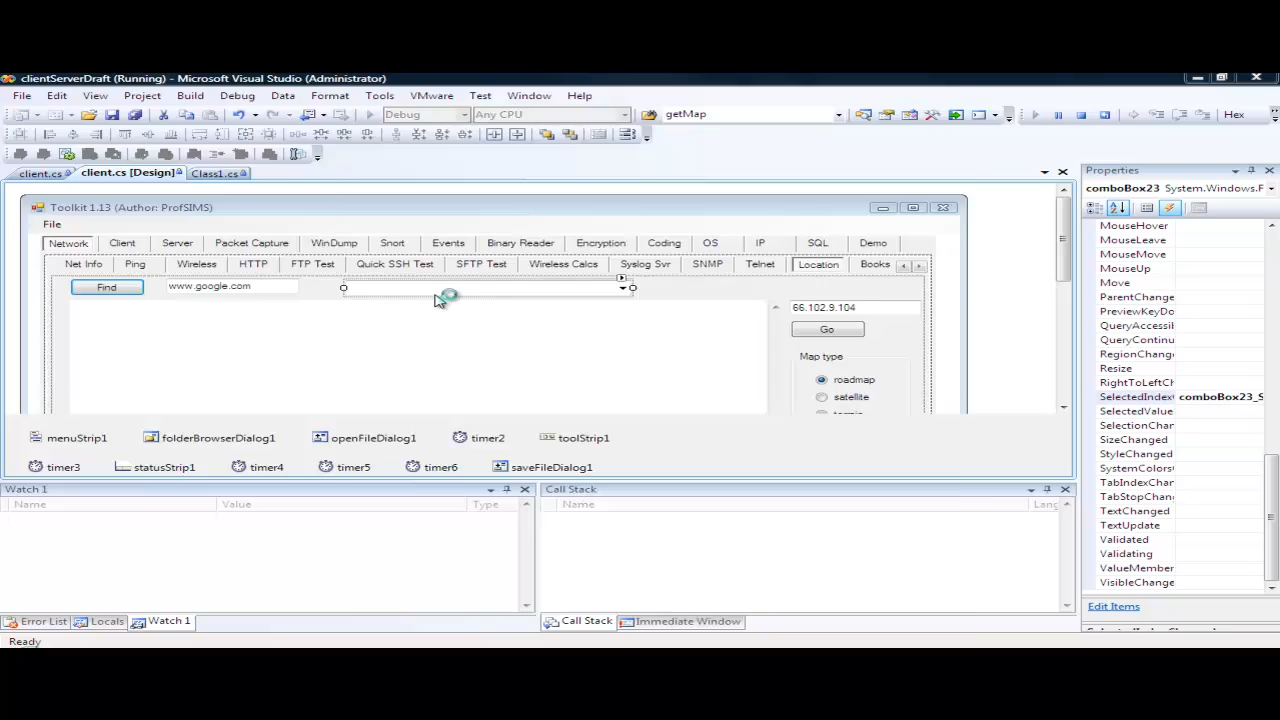 clientServerDraft (Running) - Microsoft Visual Studio (Administrator)
File Edit View Project Build Debug Data Format Tools VMware Test Window Help
Debug Any CPU getMap Hex
client.cs client.cs [Design] Class1.cs
Properties
comboBox23 System.Windows.F
Toolkit 1.13 (Author: ProfSIMS)
File
Network Client Server Packet Capture WinDump Snort Events Binary Reader Encryption Coding OS IP SQL Demo
Net Info Ping Wireless HTTP FTP Test Quick SSH Test SFTP Test Wireless Calcs Syslog Svr SNMP Telnet Location Books
Find www.google.com
66.102.9.104
Go
Map type
roadmap
satellite
menuStrip1 folderBrowserDialog1 openFileDialog1 timer2 toolStrip1
timer3 statusStrip1 timer4 timer5 timer6 saveFileDialog1
MouseHover
MouseLeave
MouseMove
MouseUp
Move
ParentChange
PreviewKeyDo
QueryAccessib
QueryContinu
RegionChange
Resize
RightToLeftCh
SelectedIndex comboBox23_S
SelectedValue
SelectionChar
SizeChanged
StyleChanged
SystemColors
TabIndexChar
TabStopChan
TextChanged
TextUpdate
Validated
Validating
ValueMember
VisibleChange
Edit Items
Watch 1
Name Value Type
Call Stack
Name Lang
Error List Locals Watch 1
Call Stack Immediate Window
Ready